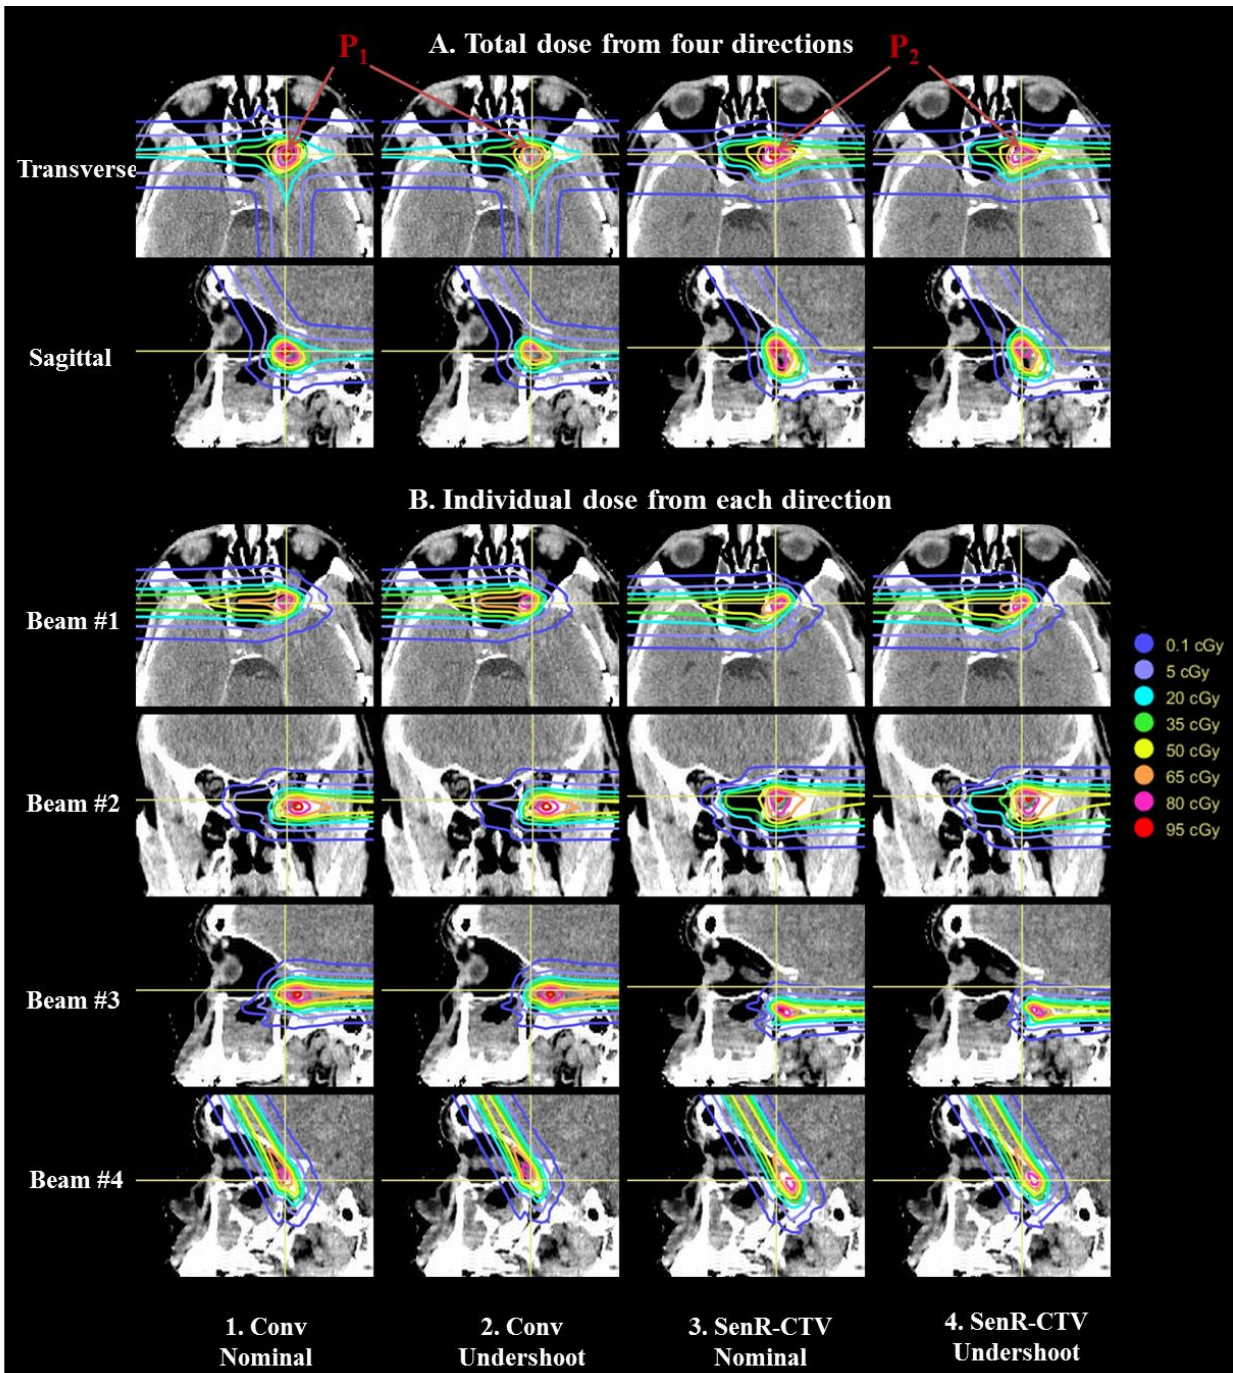 A. Total dose from four directions
P1
P2
Transverse
Sagittal
B. Individual dose from each direction
Beam #1
Beam #2
Beam #3
Beam #4
0.1 cGy
5 cGy
20 cGy
35 cGy
50 cGy
65 cGy
80 cGy
95 cGy
1. Conv
Nominal
2. Conv
Undershoot
3. SenR-CTV
Nominal
4. SenR-CTV
Undershoot